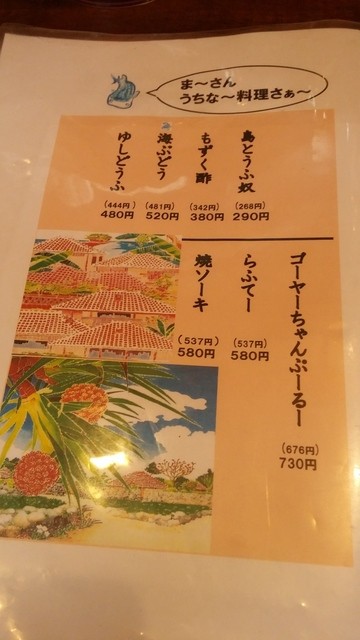 ま～さん
うちな～料理さぁ～
島とうふ奴
(268円)
290円
もずく酢
(342円)
380円
海ぶどう
(481円)
520円
ゆしどうふ
(444円)
480円
ゴーヤーちゃんぷーるー
(676円)
730円
らふてー
(537円)
580円
焼ソーキ
(537円)
580円